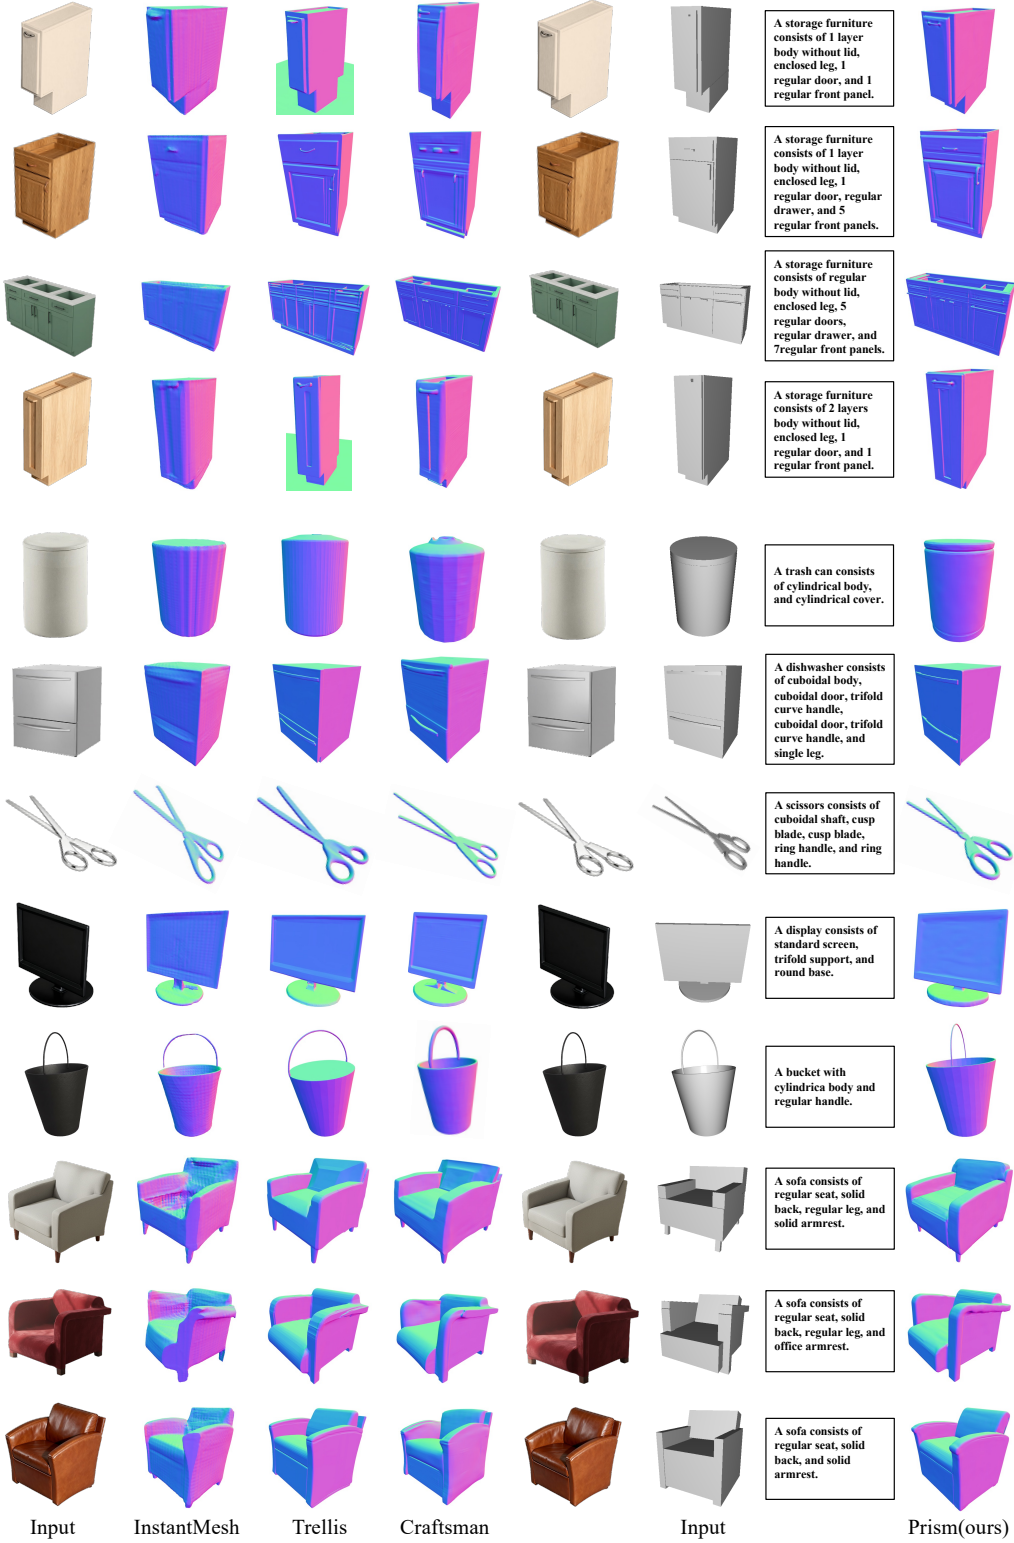 A storage furniture
consists of 1 layer
body without lid,
enclosed leg, 1
regular door, and 1
regular front panel.
A storage furniture
consists of 1 layer
body without lid,
enclosed leg, 1
regular door, regular
drawer, and 5
regular front panels.
A storage furniture
consists of regular
body without lid,
enclosed leg, 5
regular doors,
regular drawer, and
7regular front panels.
A storage furniture
consists of 2 layers
body without lid,
enclosed leg, 1
regular door, and 1
regular front panel.
A trash can consists
of cylindrical body,
and cylindrical cover.
A dishwasher consists
of cuboidal body,
cuboidal door, trifold
curve handle,
cuboidal door, trifold
curve handle, and
single leg.
A scissors consists of
cuboidal shaft, cusp
blade, cusp blade,
ring handle, and ring
handle.
A display consists of
standard screen,
trifold support, and
round base.
A bucket with
cylindrica body and
regular handle.
A sofa consists of
regular seat, solid
back, regular leg, and
solid armrest.
A sofa consists of
regular seat, solid
back, regular leg, and
office armrest.
A sofa consists of
regular seat, solid
back, and solid
armrest.
Input InstantMesh Trellis Craftsman Input Prism(ours)